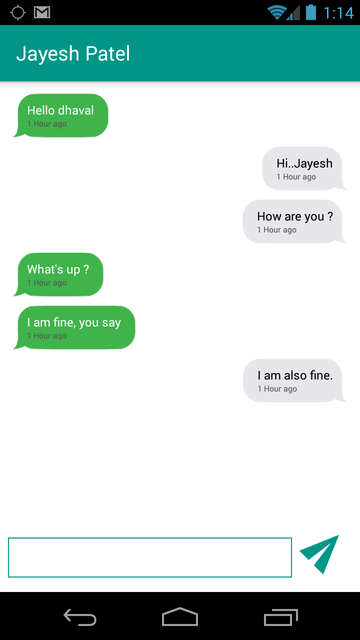 1:14
Jayesh Patel
Hello dhaval
1 Hour ago
Hi..Jayesh
1 Hour ago
How are you ?
1 Hour ago
What's up ?
1 Hour ago
I am fine, you say
1 Hour ago
I am also fine.
1 Hour ago